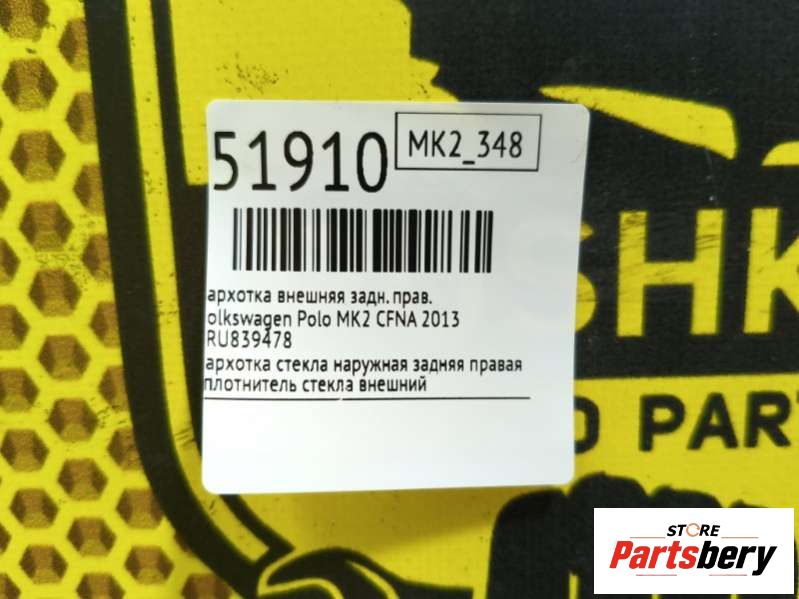 51910
MK2_348
архотка внешняя задн. прав.
olkswagen Polo MK2 CFNA 2013
RU839478
архотка стекла наружная задняя правая
плотнитель стекла внешний
SHK
O PART
STORE
Partsbery